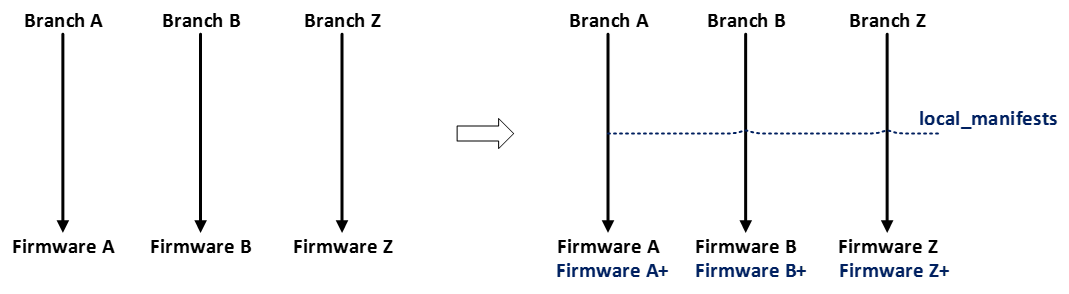 Branch A Branch B Branch Z
Firmware A Firmware B Firmware Z
Branch A Branch B Branch Z
local_manifests
Firmware A Firmware B Firmware Z
Firmware A+ Firmware B+ Firmware Z+